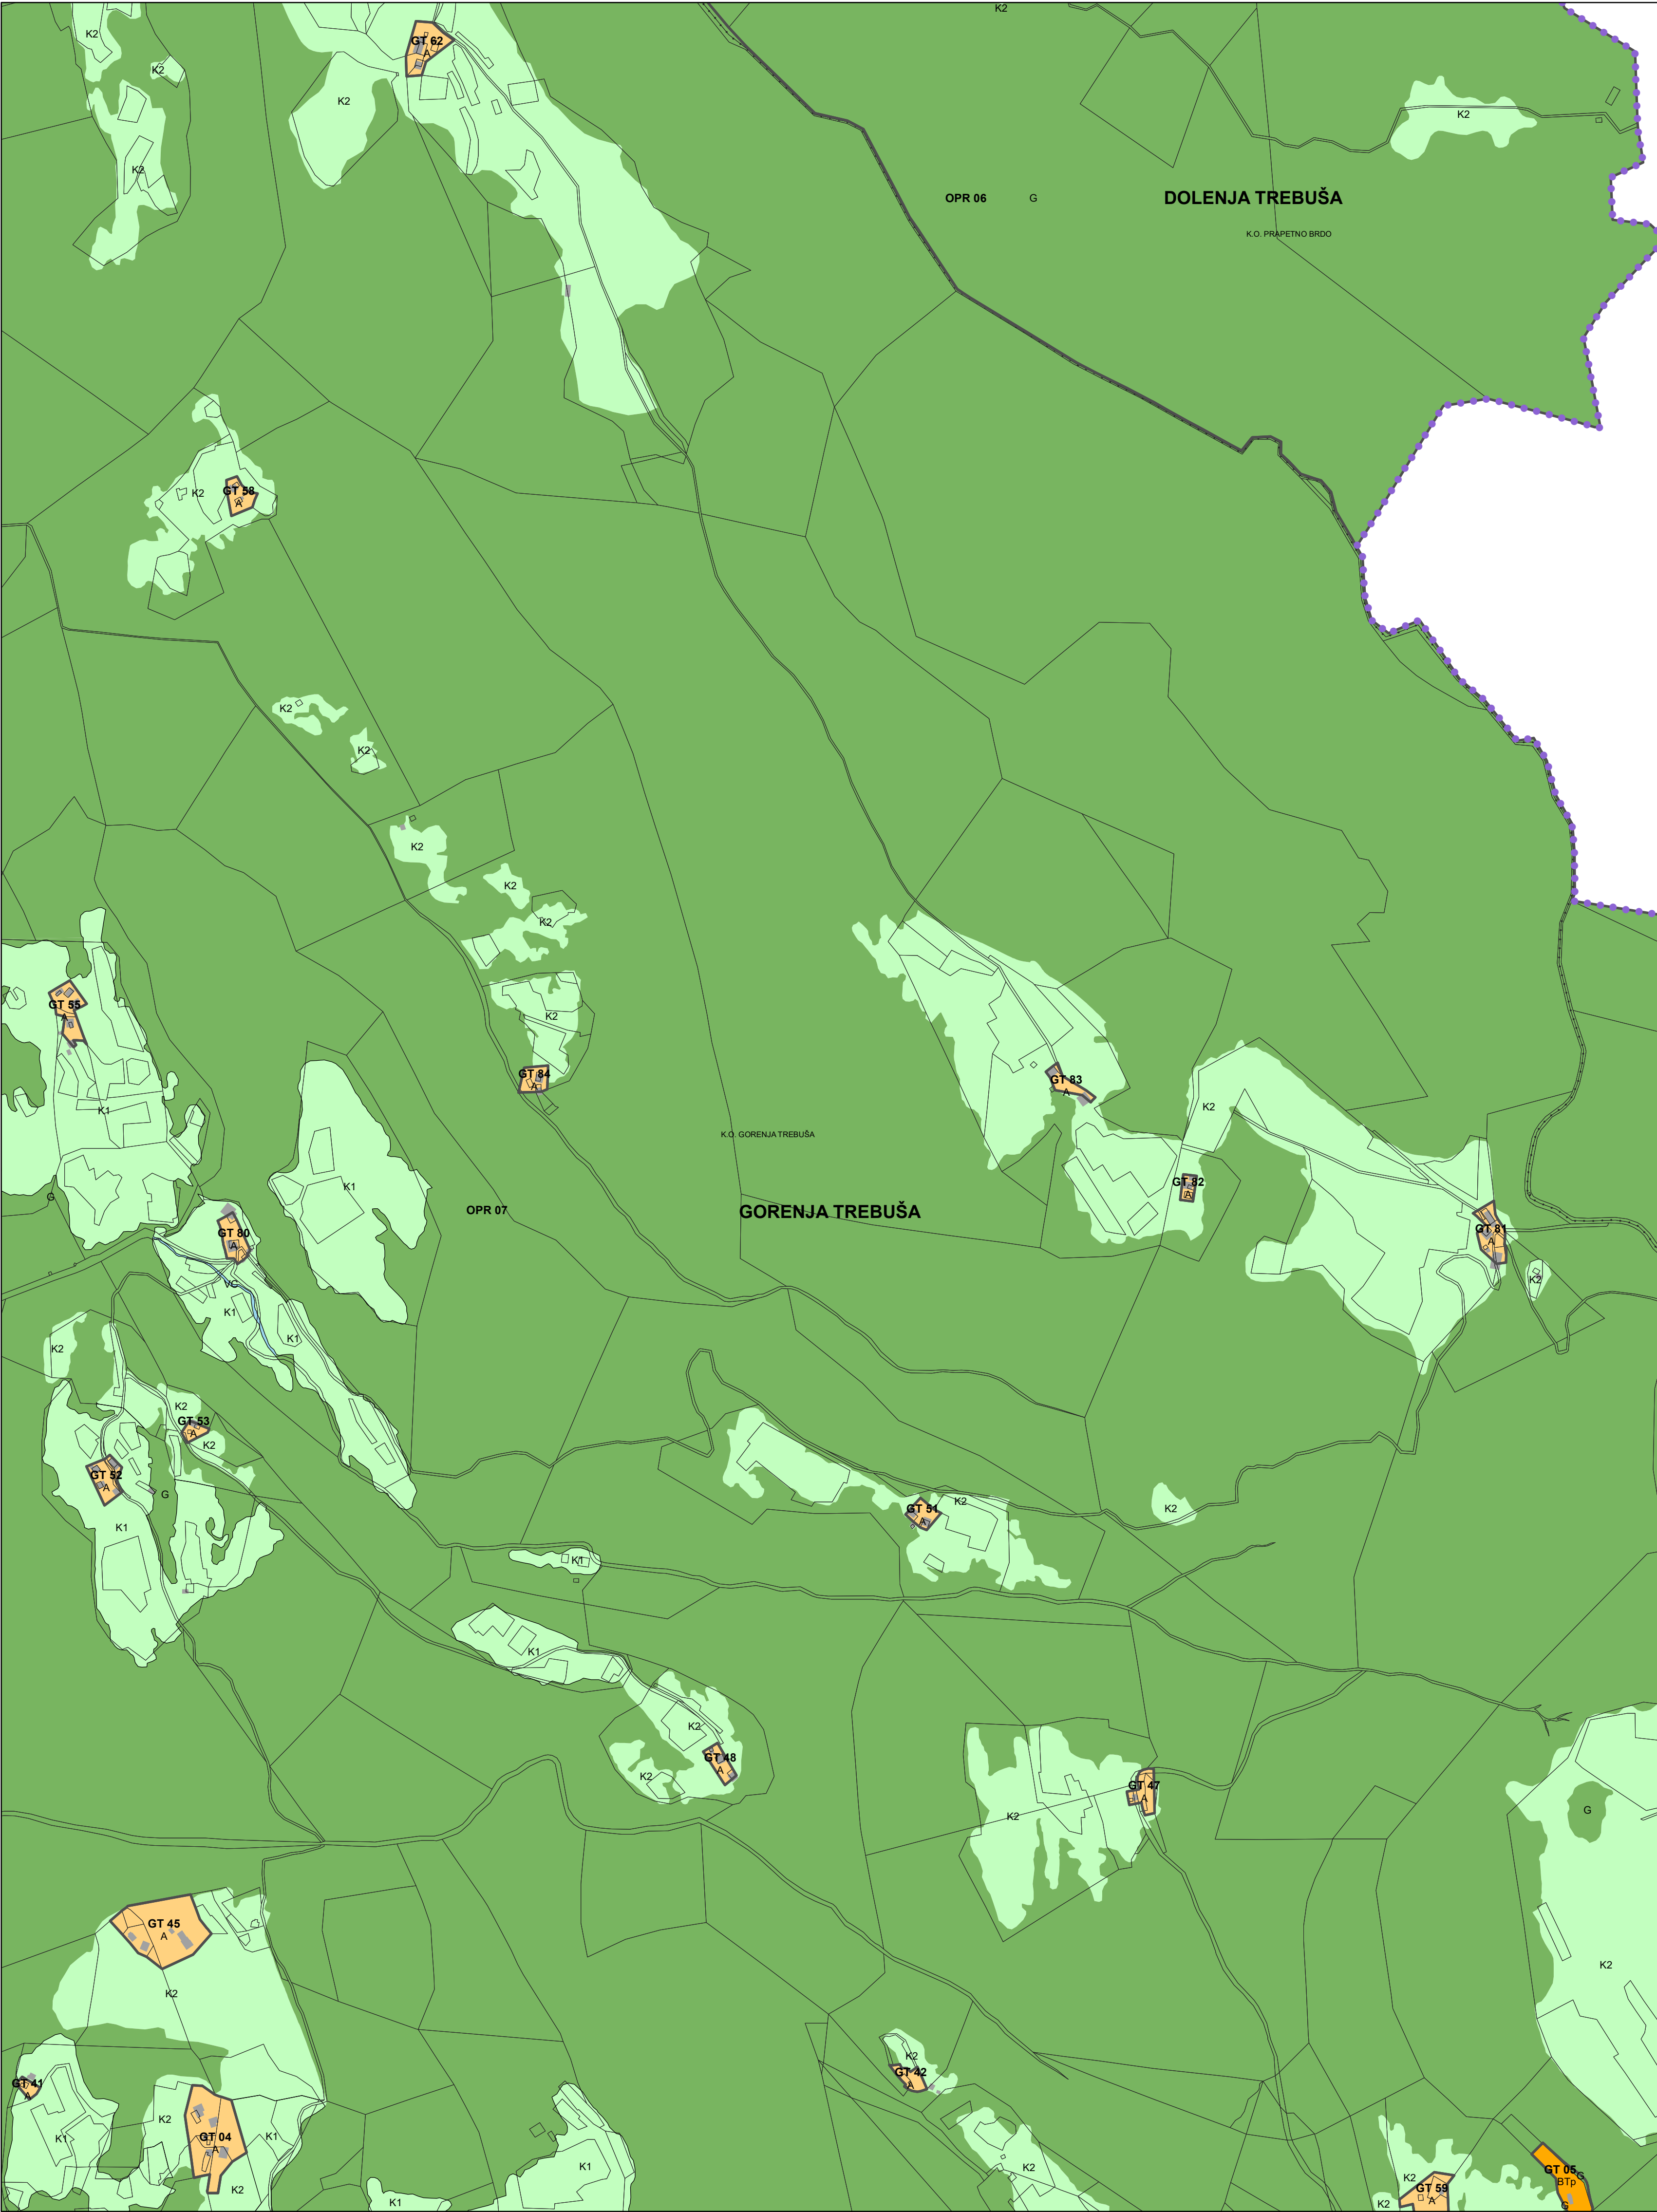 K2
K2
GT 62
A
K2
K2
K2
K2
OPR 06
G
DOLENJA TREBUŠA
K.O. PRAPETNO BRDO
K2
GT 58
A
K2
K2
K2
K2
K2
GT 55
A
K2
GT 84
A
GT 83
A
K2
K1
K.O. GORENJA TREBUŠA
GT 82
A
K1
G
OPR 07
GORENJA TREBUŠA
GT 80
A
GT 81
A
VC
K2
K1
K1
K2
K2
GT 53
A
K2
GT 52
A
G
K1
K2
GT 51
A
K2
K1
K1
K2
GT 48
A
K2
GT 47
A
K2
G
GT 45
A
K2
K2
K2
GT 42
A
GT 41
A
K2
K1
GT 04
A
K1
K2
K1
K1
K2
K2
GT 59
A
K2
GT 05
G
BTp
G